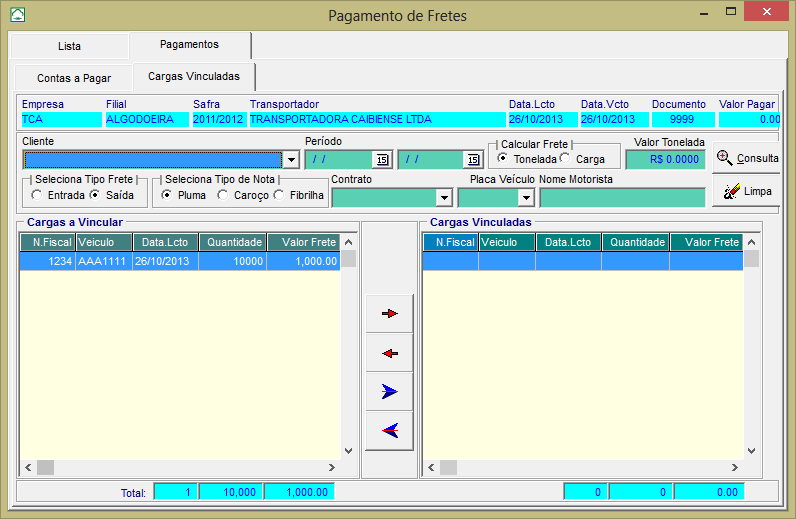 Pagamento de Fretes
Lista Pagamentos
Contas a Pagar Cargas Vinculadas
Empresa Filial Safra Transportador Data.Lcto Data.Vcto Documento Valor Pagar
TCA ALGODOEIRA 2011/2012 TRANSPORTADORA CAIBIENSE LTDA 26/10/2013 26/10/2013 9999 0.00
Cliente Período Calcular Frete Valor Tonelada
/ / 15 / / 15 Tonelada Carga R$ 0.0000 Consulta
Seleciona Tipo Frete Seleciona Tipo de Nota Contrato Placa Veículo Nome Motorista
Entrada Saída Pluma Caroço Fibrilha Limpa
Cargas a Vincular Cargas Vinculadas
N.Fiscal Veiculo Data.Lcto Quantidade Valor Frete N.Fiscal Veiculo Data.Lcto Quantidade Valor Frete
1234 AAA1111 26/10/2013 10000 1,000.00
Total: 1 10,000 1,000.00 0 0 0.00